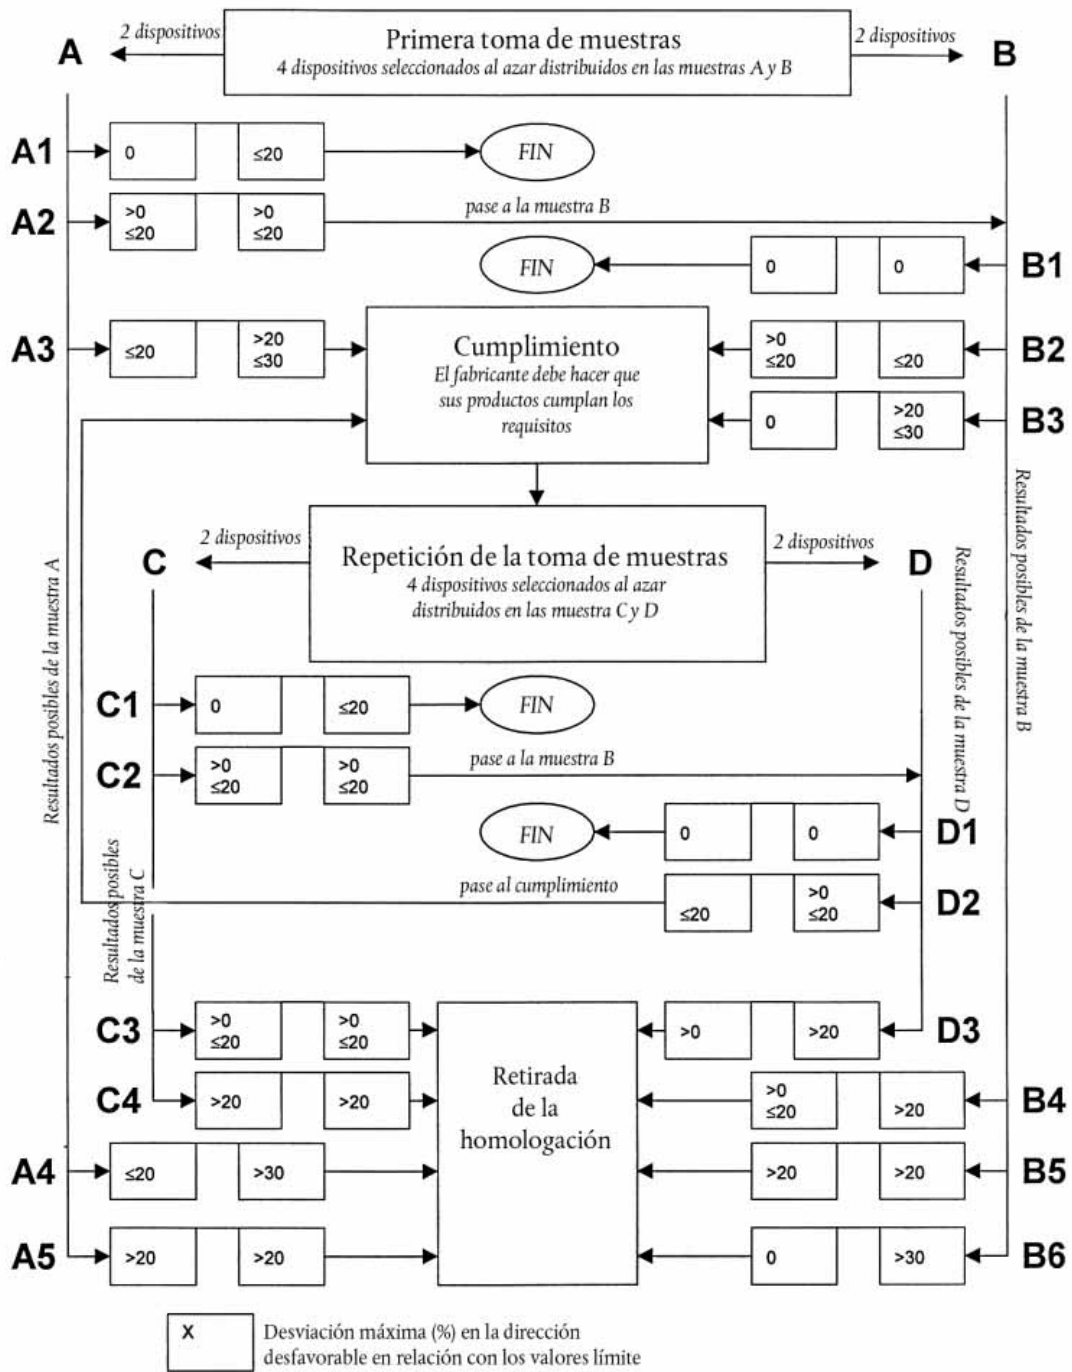 2 dispositivos
A
Primera toma de muestras
4 dispositivos seleccionados al azar distribuidos en las muestras A y B
2 dispositivos
B
A1
0
≤20
FIN
A2
>0
≤20
>0
≤20
pase a la muestra B
FIN
0
0
B1
A3
≤20
>20
≤30
Cumplimiento
El fabricante debe hacer que
sus productos cumplan los
requisitos
>0
≤20
≤20
B2
0
>20
≤30
B3
Resultados posibles de la muestra A
Resultados posibles de la muestra B
C
2 dispositivos
Repetición de la toma de muestras
4 dispositivos seleccionados al azar
distribuidos en las muestra C y D
2 dispositivos
D
Resultados posibles de la muestra D
C1
0
≤20
FIN
C2
>0
≤20
>0
≤20
pase a la muestra B
FIN
0
0
D1
Resultados posibles
de la muestra C
pase al cumplimiento
≤20
>0
≤20
D2
C3
>0
≤20
>0
≤20
Retirada
de la
homologación
>0
>20
D3
C4
>20
>20
>0
≤20
>20
B4
A4
≤20
>30
>20
>20
B5
A5
>20
>20
0
>30
B6
X
Desviación máxima (%) en la dirección
desfavorable en relación con los valores límite